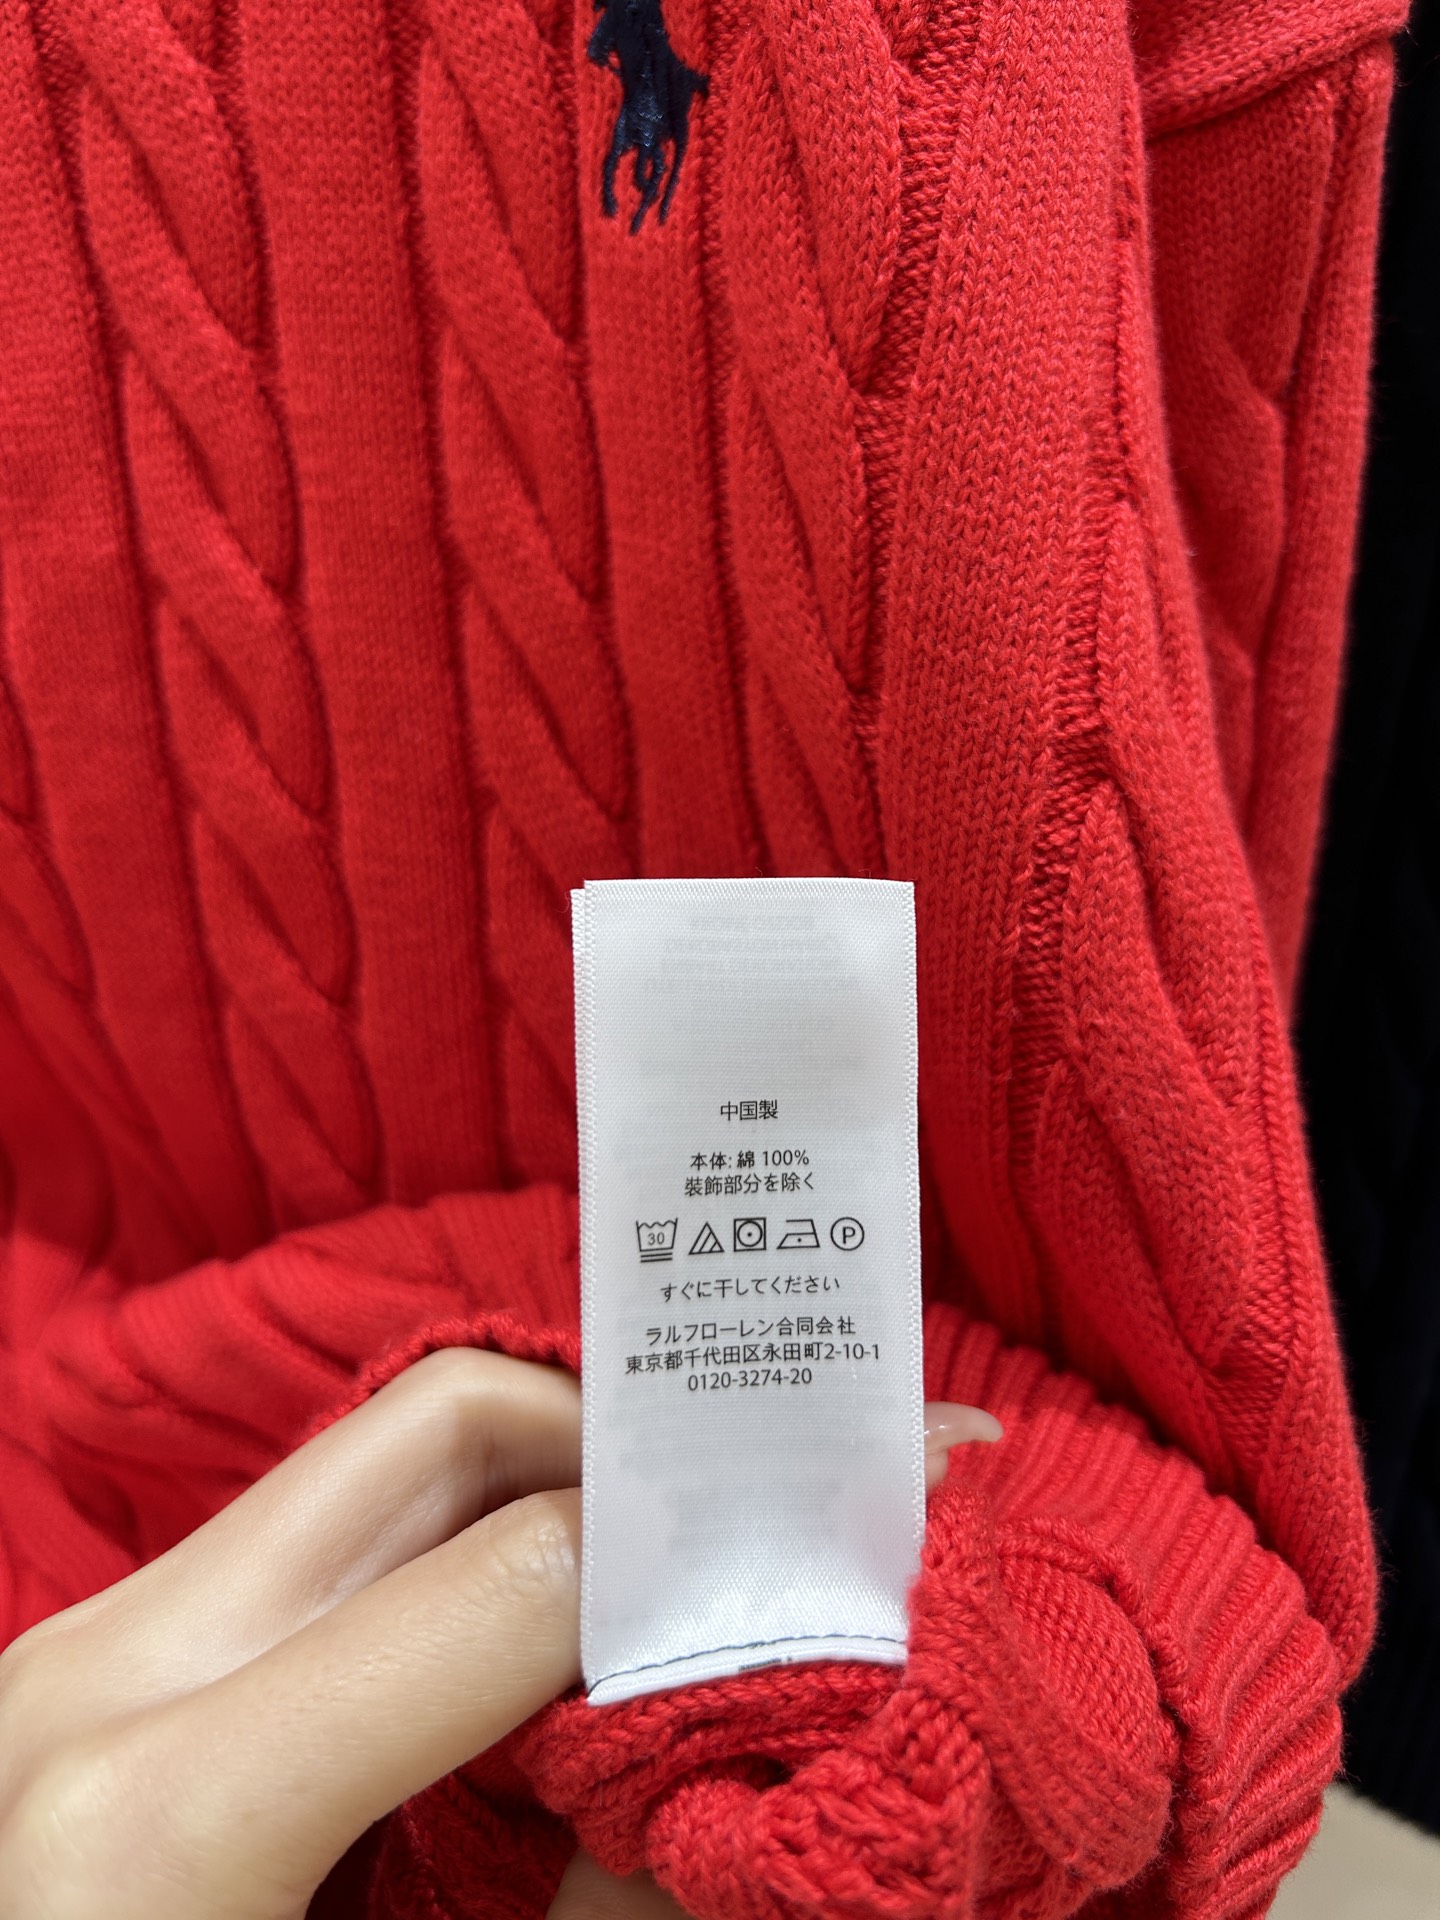 中国製
本体: 綿 100%
装飾部分を除く
30 P
すぐに干してください
ラルフローレン合同会社
東京都千代田区永田町2-10-1
0120-3274-20